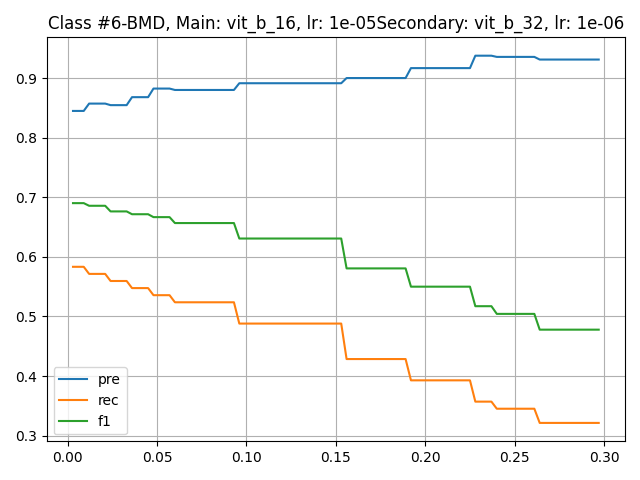 Class #6-BMD, Main: vit_b_16, lr: 1e-05Secondary: vit_b_32, lr: 1e-06
0.9
0.8
0.7
0.6
0.5
0.4
0.3
pre
rec
f1
0.00 0.05 0.10 0.15 0.20 0.25 0.30